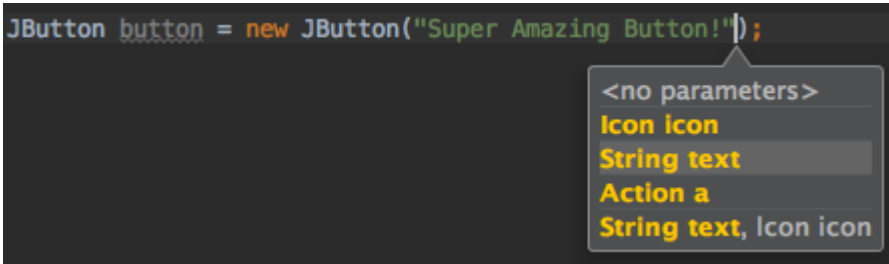 JButton button = new JButton("Super Amazing Button!");
<no parameters>
Icon icon
String text
Action a
String text, Icon icon